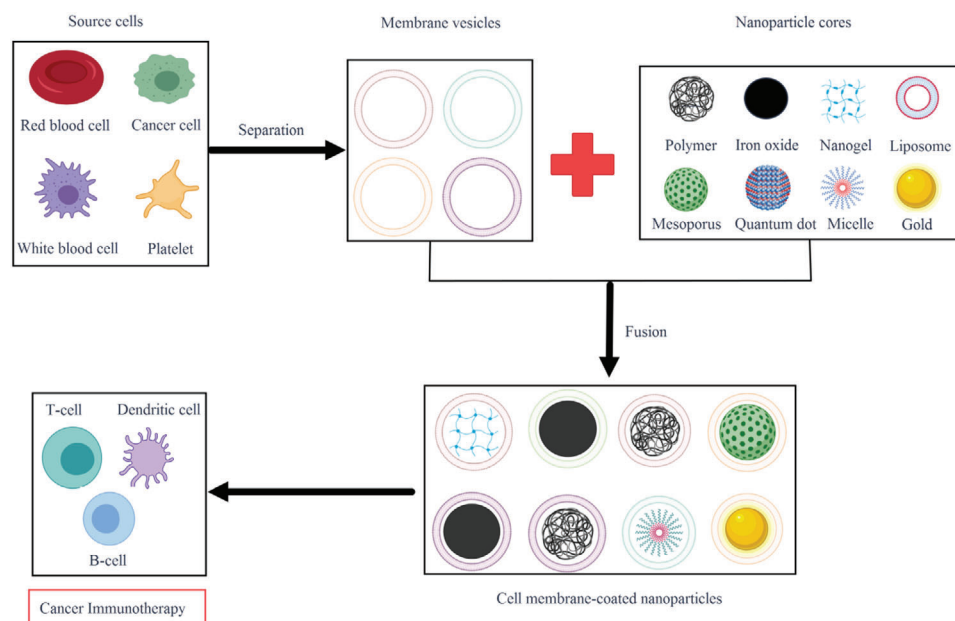 Source cells
Membrane vesicles
Nanoparticle cores
Red blood cell
Cancer cell
White blood cell
Platelet
Separation
Polymer
Iron oxide
Nanogel
Liposome
Mesoporus
Quantum dot
Micelle
Gold
Fusion
T-cell
Dendritic cell
B-cell
Cancer Immunotherapy
Cell membrane-coated nanoparticles